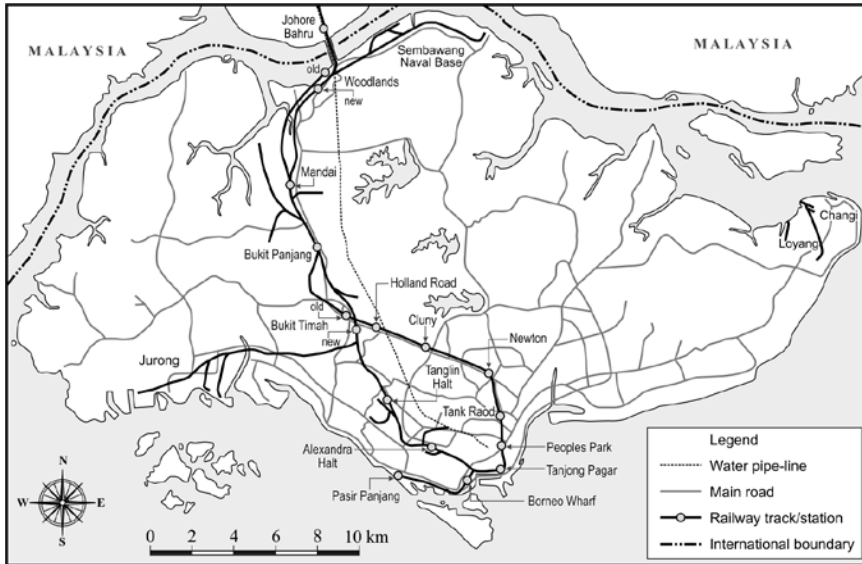 Johore
Bahru
MALAYSIA
MALAYSIA
Sembawang
Naval Base
old
Woodlands
new
Mandai
Changi
Loyang
Bukit Panjang
Holland Road
old
Cluny
Bukit Timah
new
Newton
Jurong
Tanglin
Halt
Tank Raod
Alexandra
Halt
Peoples Park
Tanjong Pagar
Pasir Panjang
Borneo Wharf
N
W
E
S
0 2 4 6 8 10 km
Legend
Water pipe-line
Main road
Railway track/station
International boundary